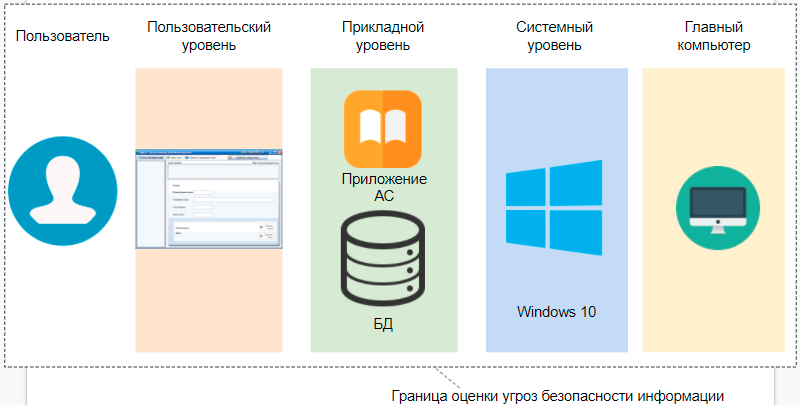 Пользователь
Пользовательский
уровень
Прикладной
уровень
Системный
уровень
Главный
компьютер
Приложение
АС
БД
Windows 10
Граница оценки угроз безопасности информации